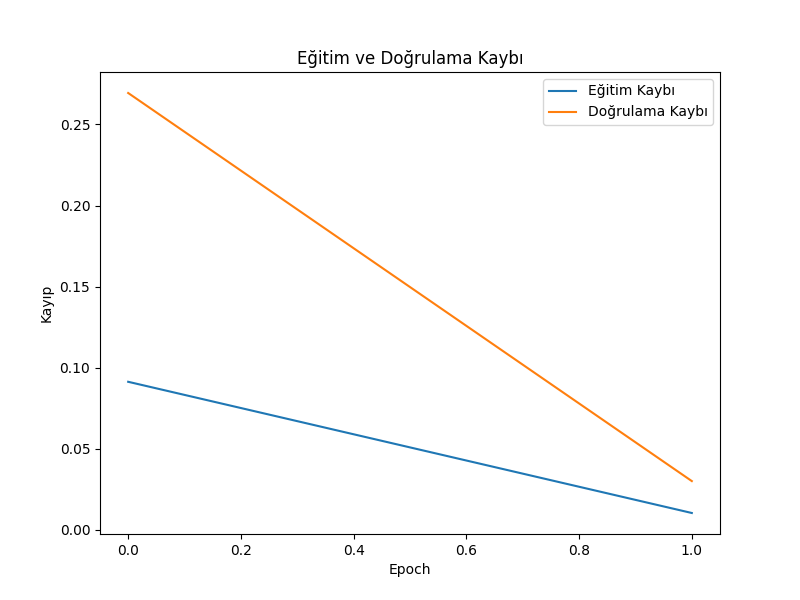 Eğitim ve Doğrulama Kaybı
Eğitim Kaybı
Doğrulama Kaybı
Kayıp
0.25
0.20
0.15
0.10
0.05
0.00
0.0 0.2 0.4 0.6 0.8 1.0
Epoch